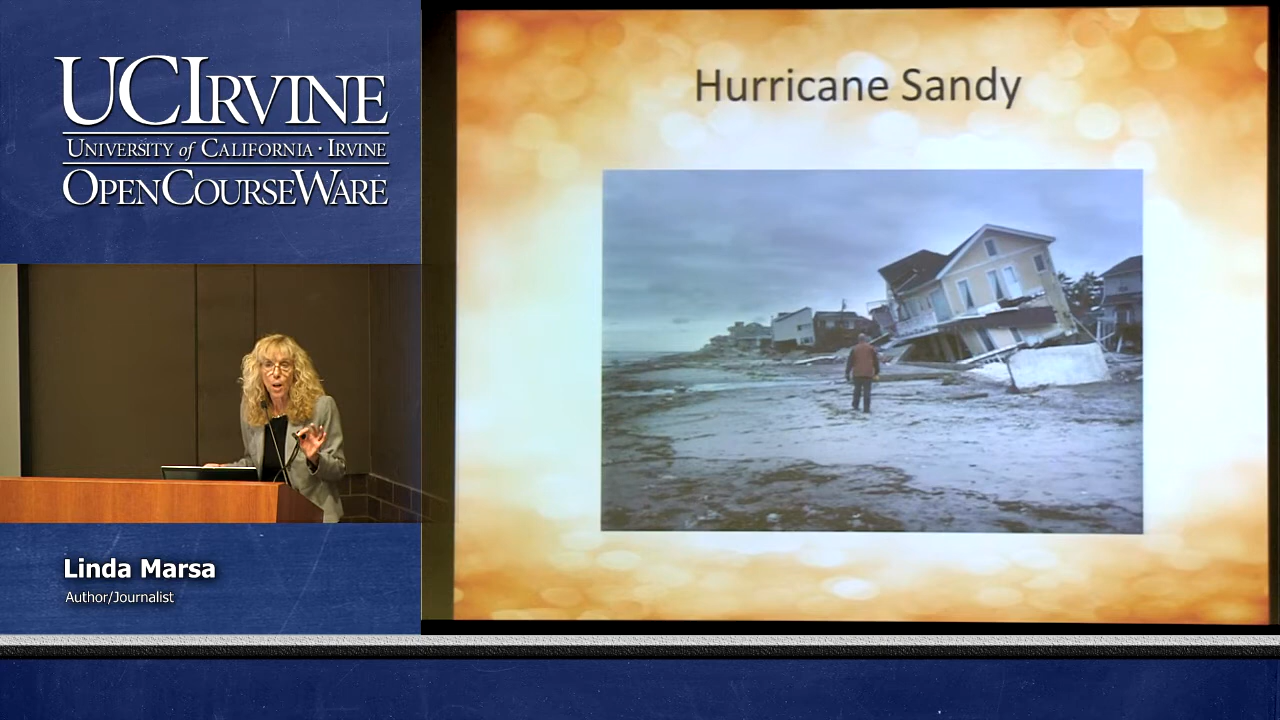 UCIRVINE
UNIVERSITY of CALIFORNIA · IRVINE
OPENCOURSEWARE
Hurricane Sandy
Linda Marsa
Author/Journalist